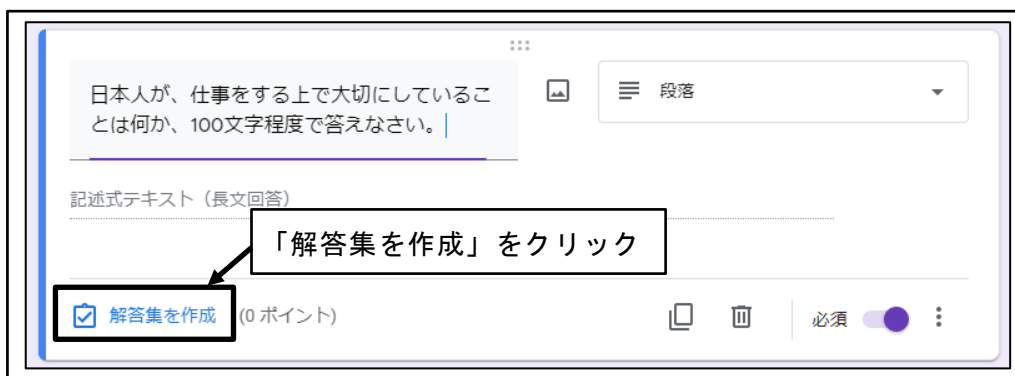 日本人が、仕事をする上で大切にしているこ
とは何か、100文字程度で答えなさい。
段落
記述式テキスト（長文回答）
「解答集を作成」をクリック
解答集を作成 (0 ポイント)
必須